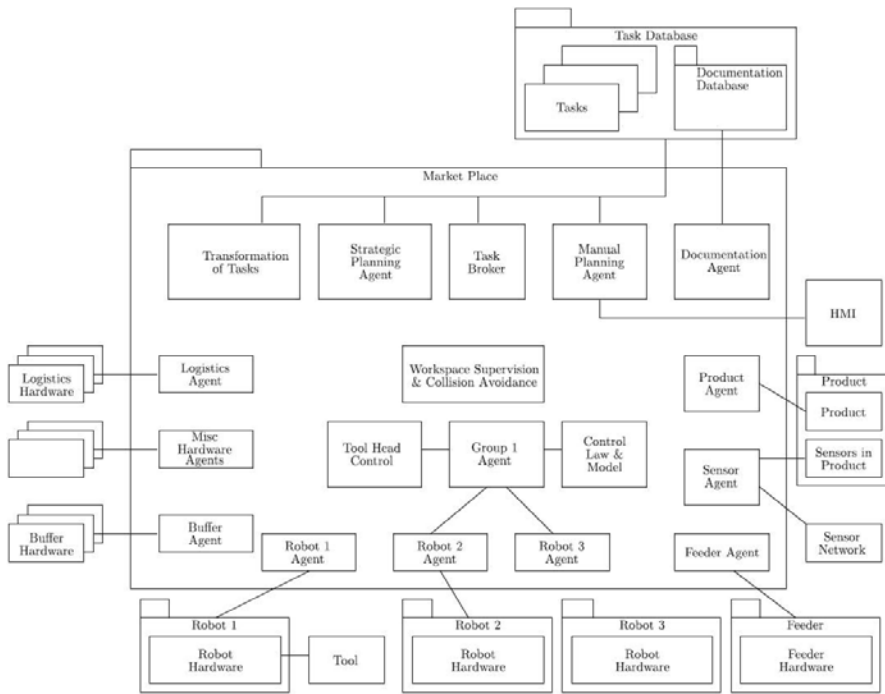 Task Database
Documentation
Database
Tasks
Market Place
Transformation
of Tasks
Strategic
Planning
Agent
Task
Broker
Manual
Planning
Agent
Documentation
Agent
HMI
Logistics
Hardware
Logistics
Agent
Workspace Supervision
& Collision Avoidance
Product
Agent
Product
Product
Misc
Hardware
Agents
Tool Head
Control
Group 1
Agent
Control
Law &
Model
Sensor
Agent
Sensors in
Product
Buffer
Hardware
Buffer
Agent
Robot 1
Agent
Robot 2
Agent
Robot 3
Agent
Feeder Agent
Sensor
Network
Robot 1
Robot
Hardware
Tool
Robot 2
Robot
Hardware
Robot 3
Robot
Hardware
Feeder
Feeder
Hardware